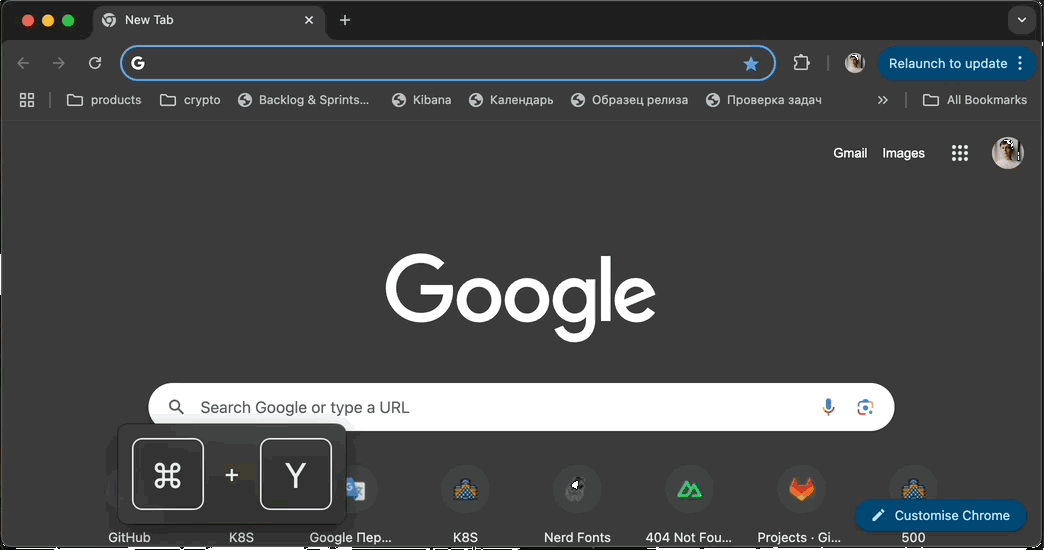 New Tab
Relaunch to update
products
crypto
Backlog & Sprints...
Kibana
Календарь
Образец релиза
Проверка задач
All Bookmarks
Gmail
Images
Google
Search Google or type a URL
⌘ + Y
GitHub
K8S
Google Пер...
K8S
Nerd Fonts
404 Not Fou...
Projects · Gi...
500
Customise Chrome